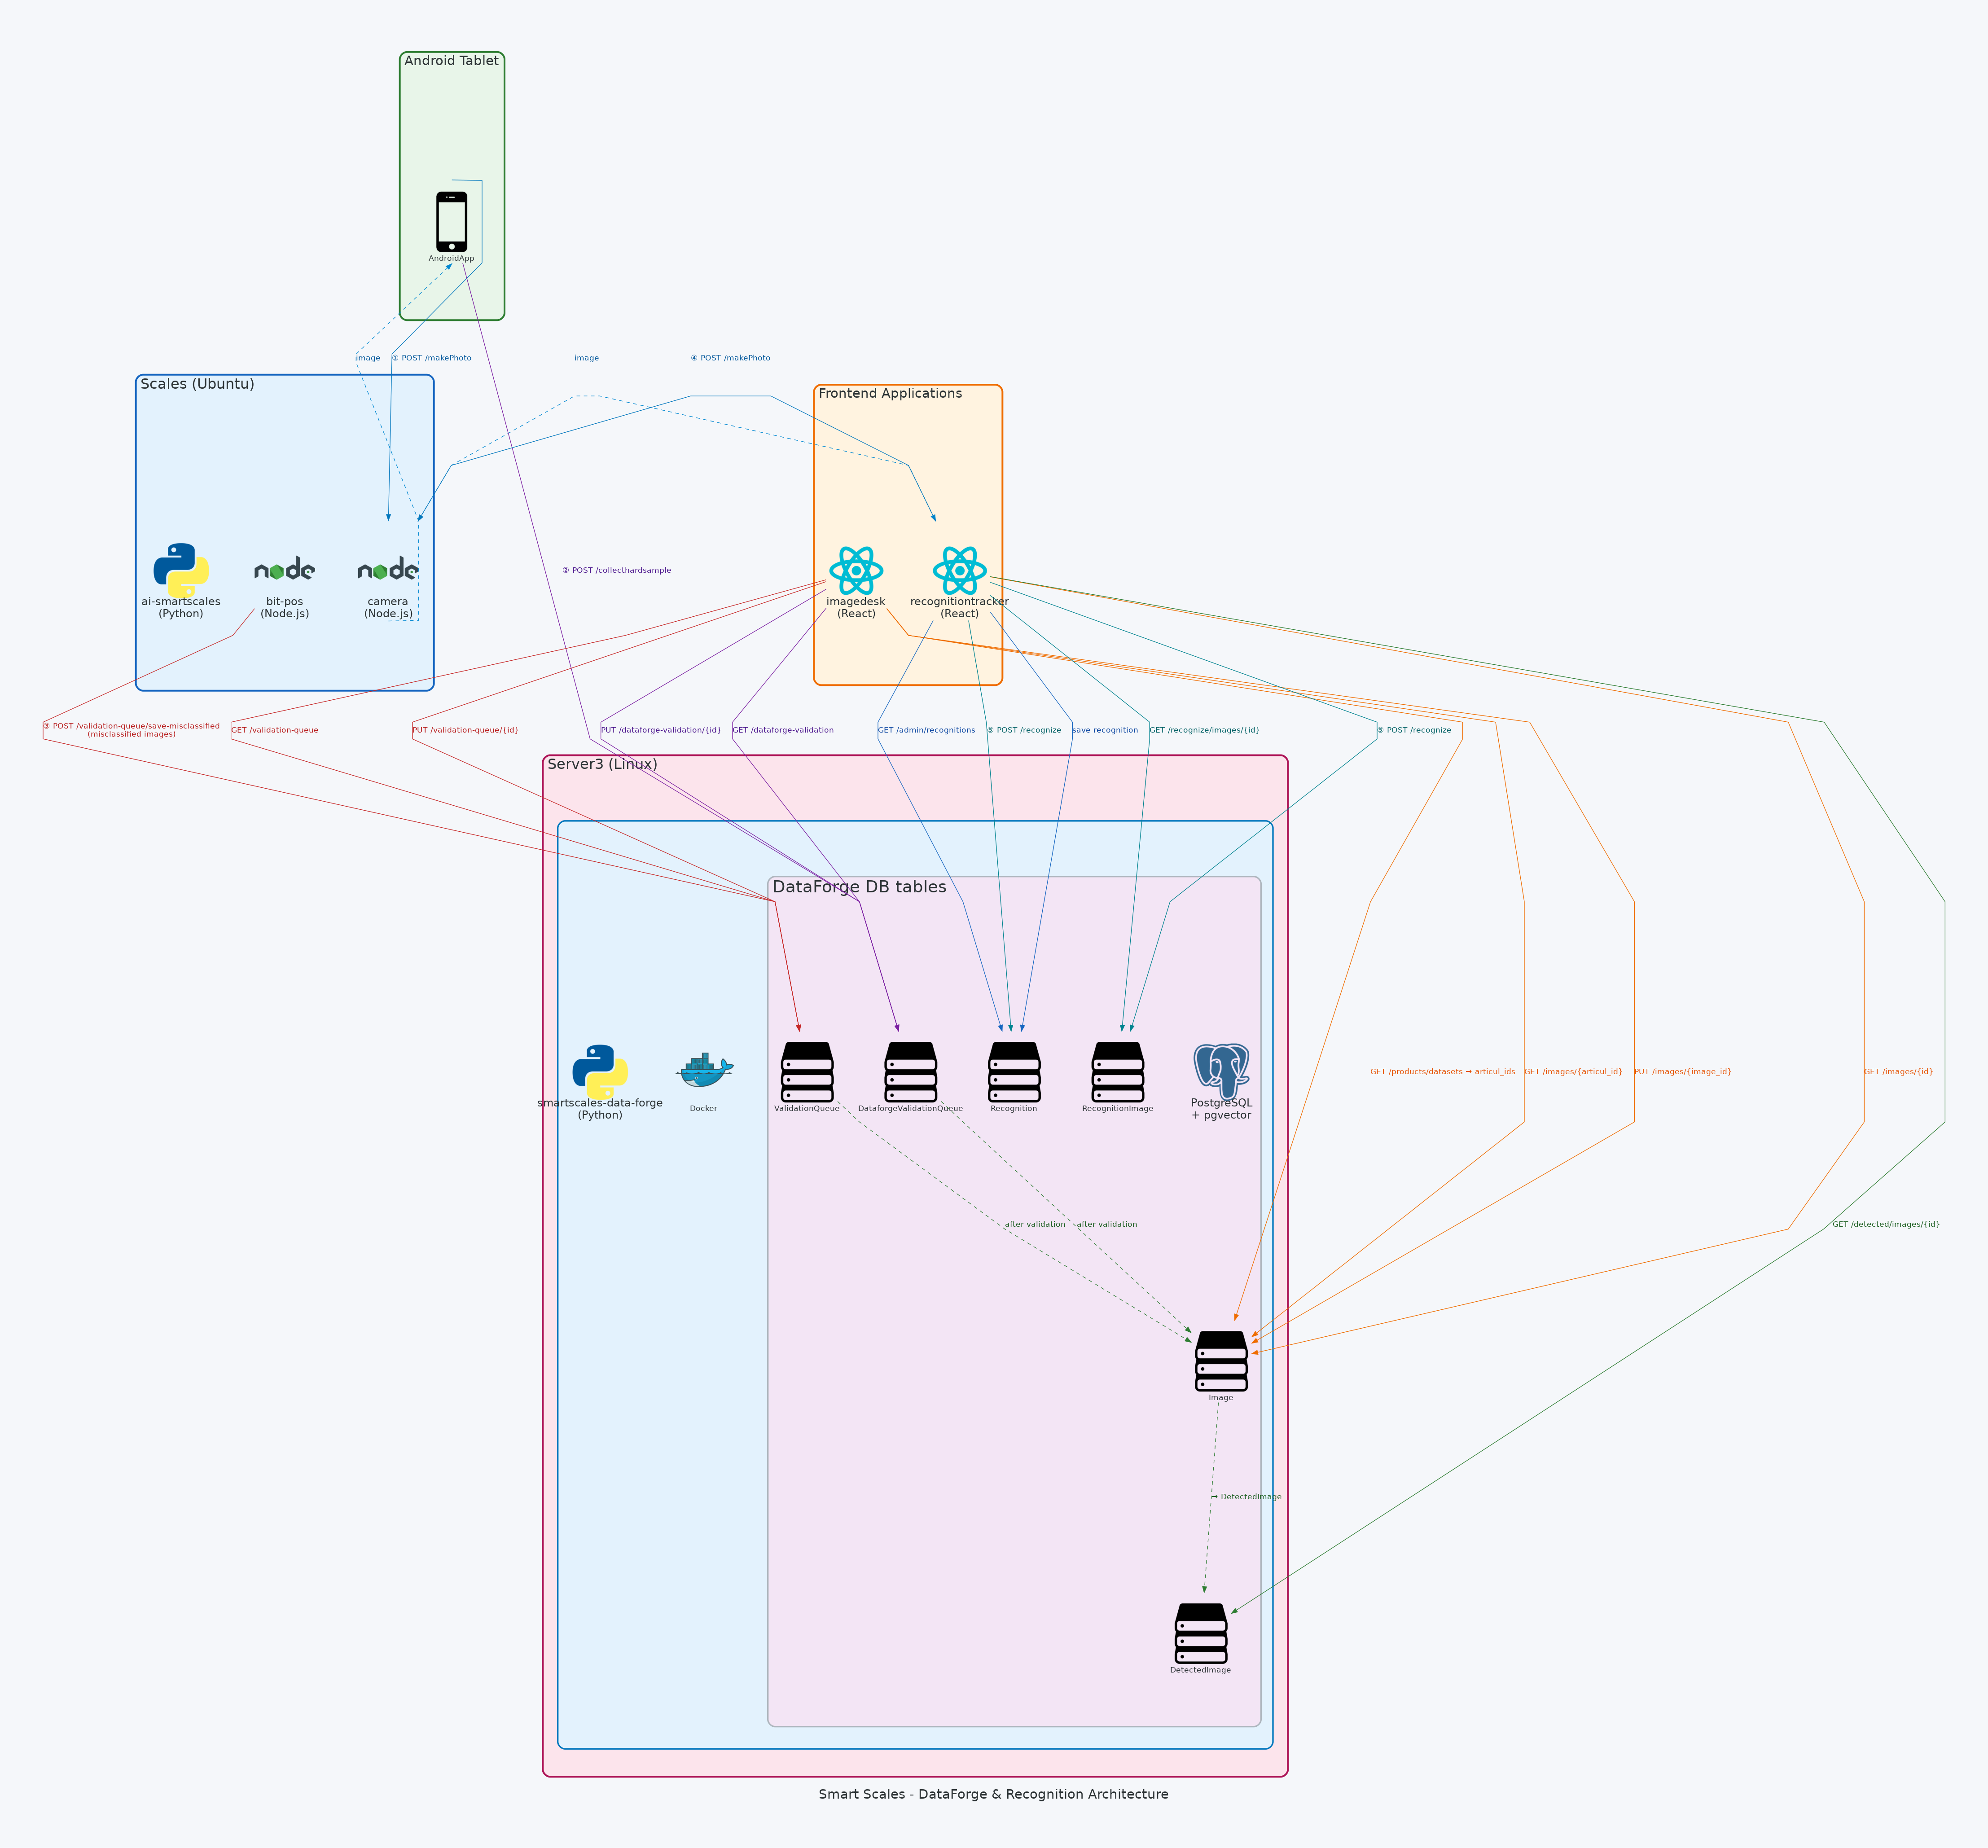 Android Tablet
AndroidApp
image
① POST /makePhoto
image
④ POST /makePhoto
Scales (Ubuntu)
Frontend Applications
ai-smartscales
(Python)
node
bit-pos
(Node.js)
node
camera
(Node.js)
② POST /collecthardsample
imagedesk
(React)
recognitiontracker
(React)
③ POST /validation-queue/save-misclassified
(misclassified images)
GET /validation-queue
PUT /validation-queue/{id}
PUT /dataforge-validation/{id}
GET /dataforge-validation
GET /admin/recognitions
⑤ POST /recognize
save recognition
GET /recognize/images/{id}
⑤ POST /recognize
Server3 (Linux)
DataForge DB tables
smartscales-data-forge
(Python)
Docker
ValidationQueue
DataforgeValidationQueue
Recognition
RecognitionImage
PostgreSQL
+ pgvector
GET /products/datasets → articul_ids
GET /images/{articul_id}
PUT /images/{image_id}
GET /images/{id}
after validation
after validation
GET /detected/images/{id}
Image
→ DetectedImage
DetectedImage
Smart Scales - DataForge & Recognition Architecture